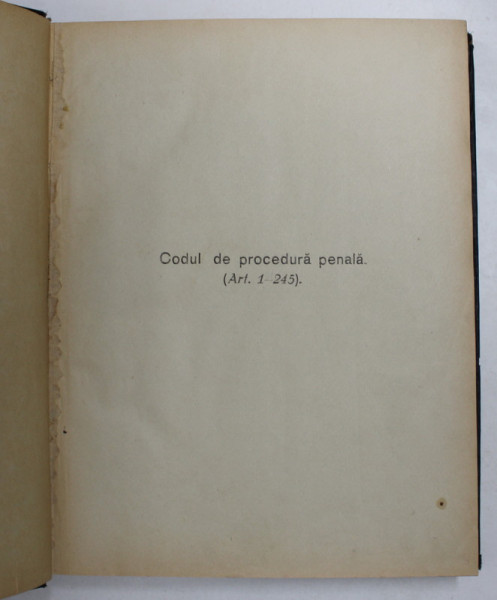 Codul de procedură penală.
(Art. 1—245).